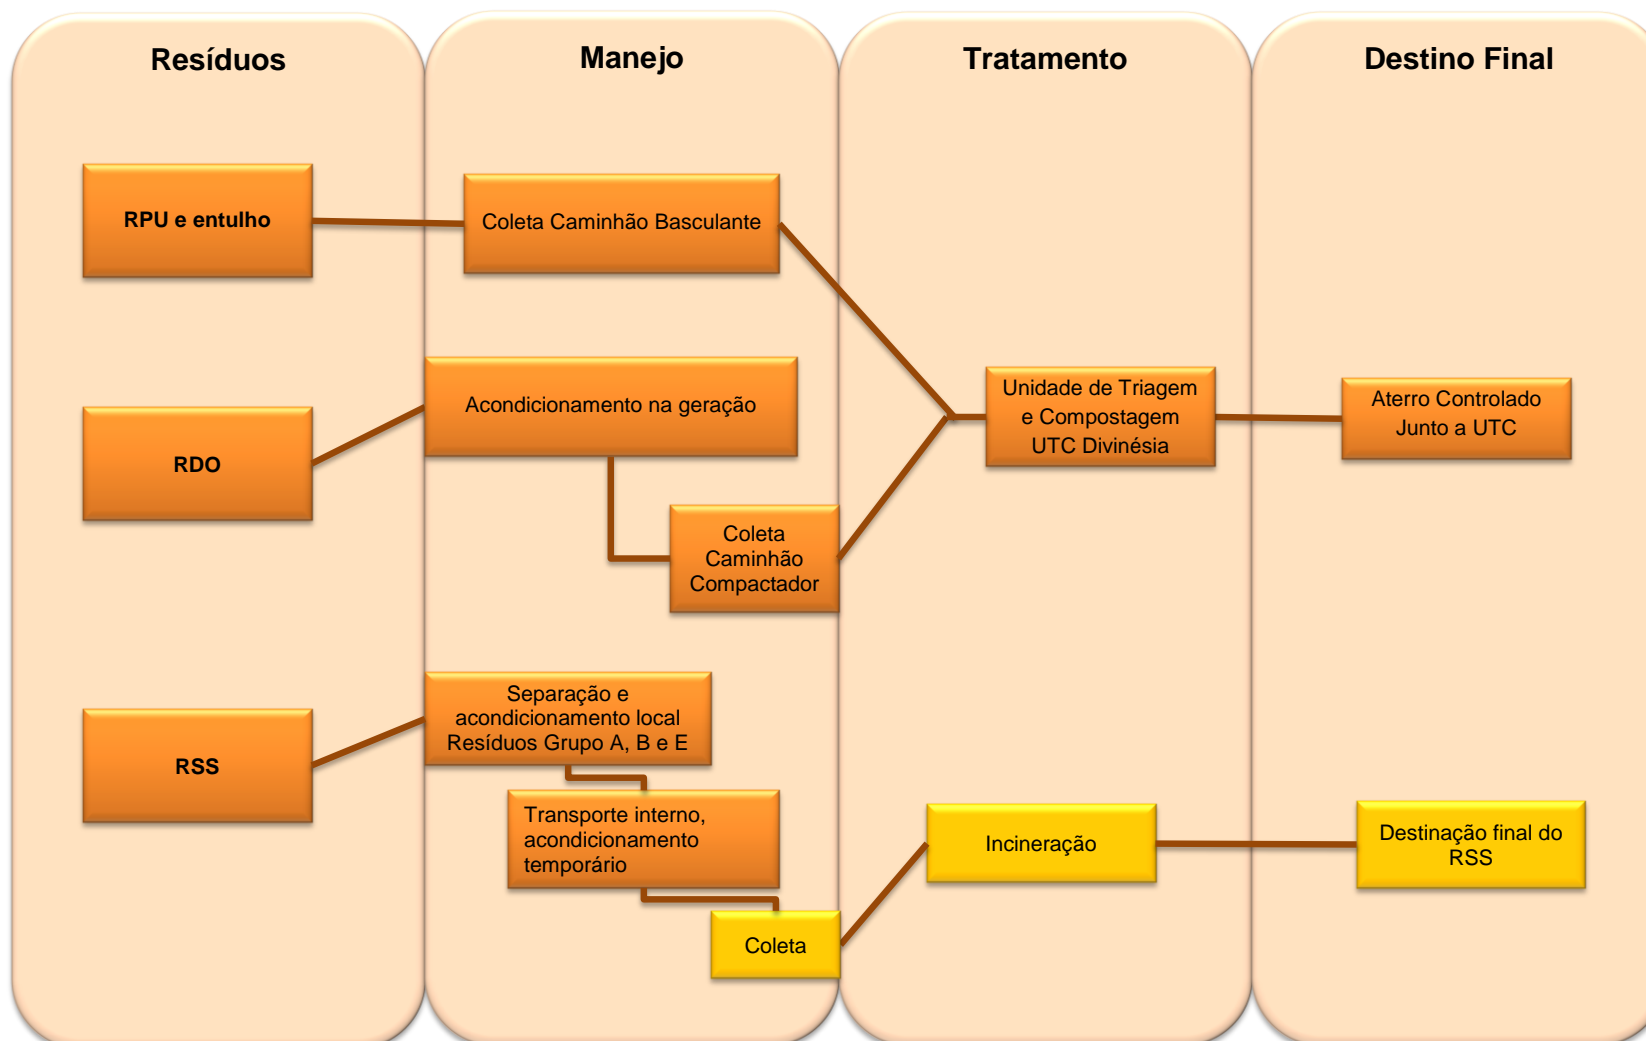 Resíduos
Manejo
Tratamento
Destino Final
RPU e entulho
Coleta Caminhão Basculante
RDO
Acondicionamento na geração
Coleta
Caminhão
Compactador
Unidade de Triagem
e Compostagem
UTC Divinésia
Aterro Controlado
Junto a UTC
RSS
Separação e
acondicionamento local
Resíduos Grupo A, B e E
Transporte interno,
acondicionamento
temporário
Coleta
Incineração
Destinação final do
RSS